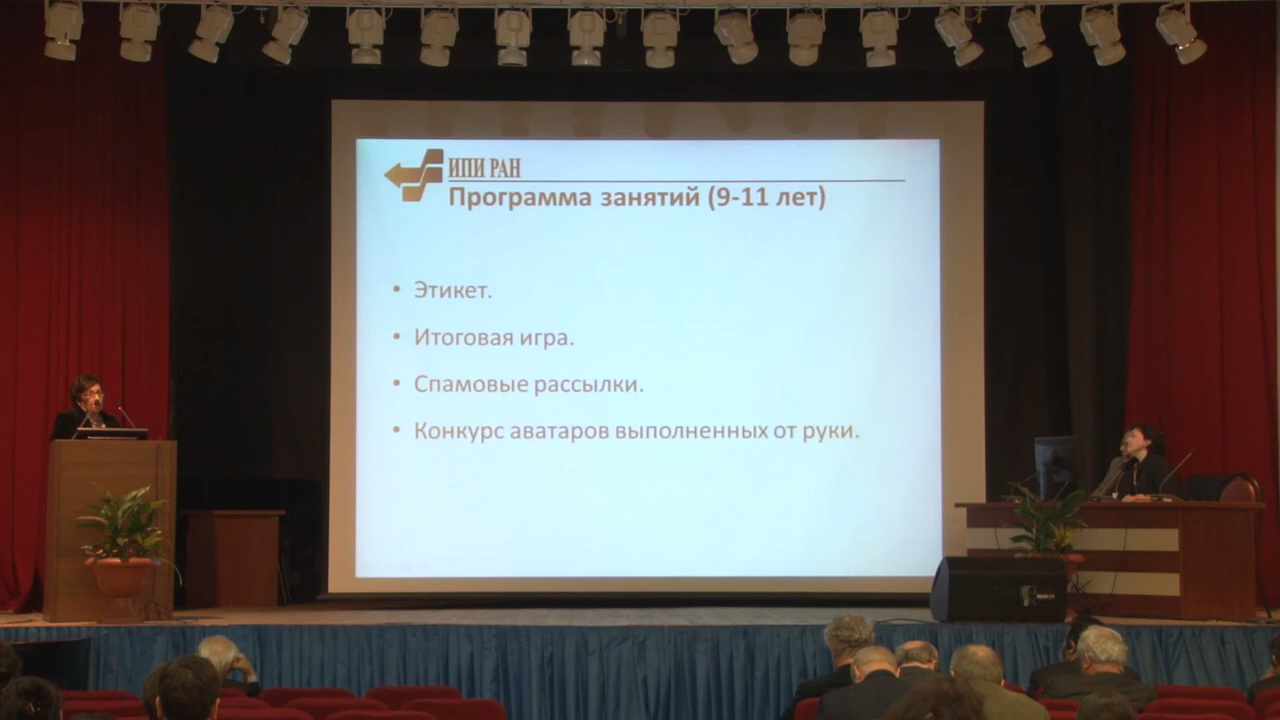 ИПИ РАН
Программа занятий (9-11 лет)
• Этикет.
• Итоговая игра.
• Спамовые рассылки.
• Конкурс аватаров выполненных от руки.